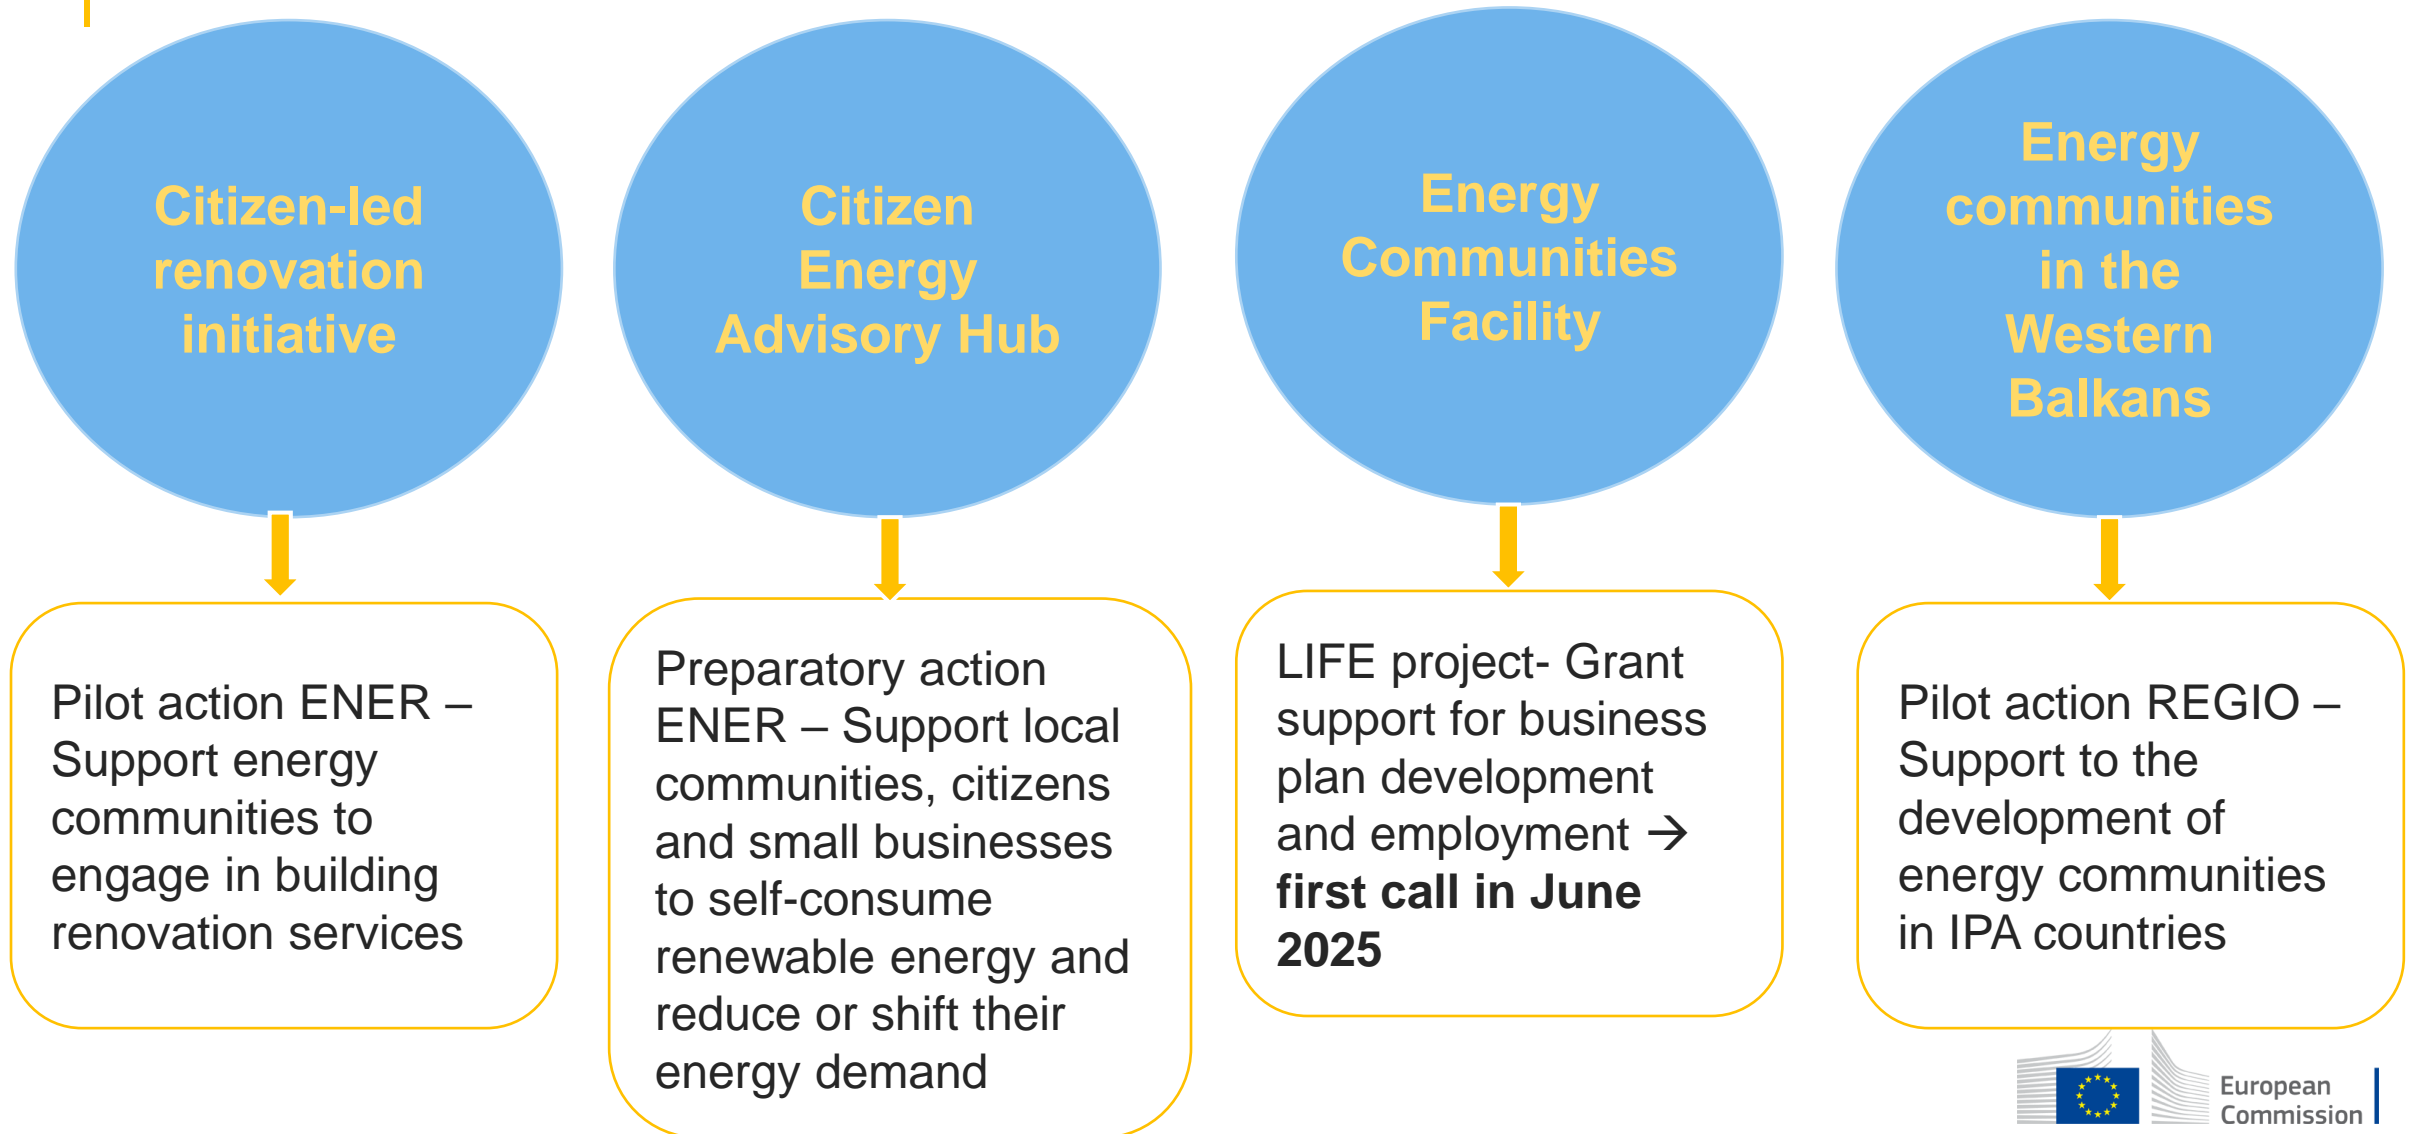 Citizen-led
renovation
initiative
Citizen
Energy
Advisory Hub
Energy
Communities
Facility
Energy
communities
in the
Western
Balkans
Pilot action ENER –
Support energy
communities to
engage in building
renovation services
Preparatory action
ENER – Support local
communities, citizens
and small businesses
to self-consume
renewable energy and
reduce or shift their
energy demand
LIFE project- Grant
support for business
plan development
and employment →
first call in June
2025
Pilot action REGIO –
Support to the
development of
energy communities
in IPA countries
European
Commission